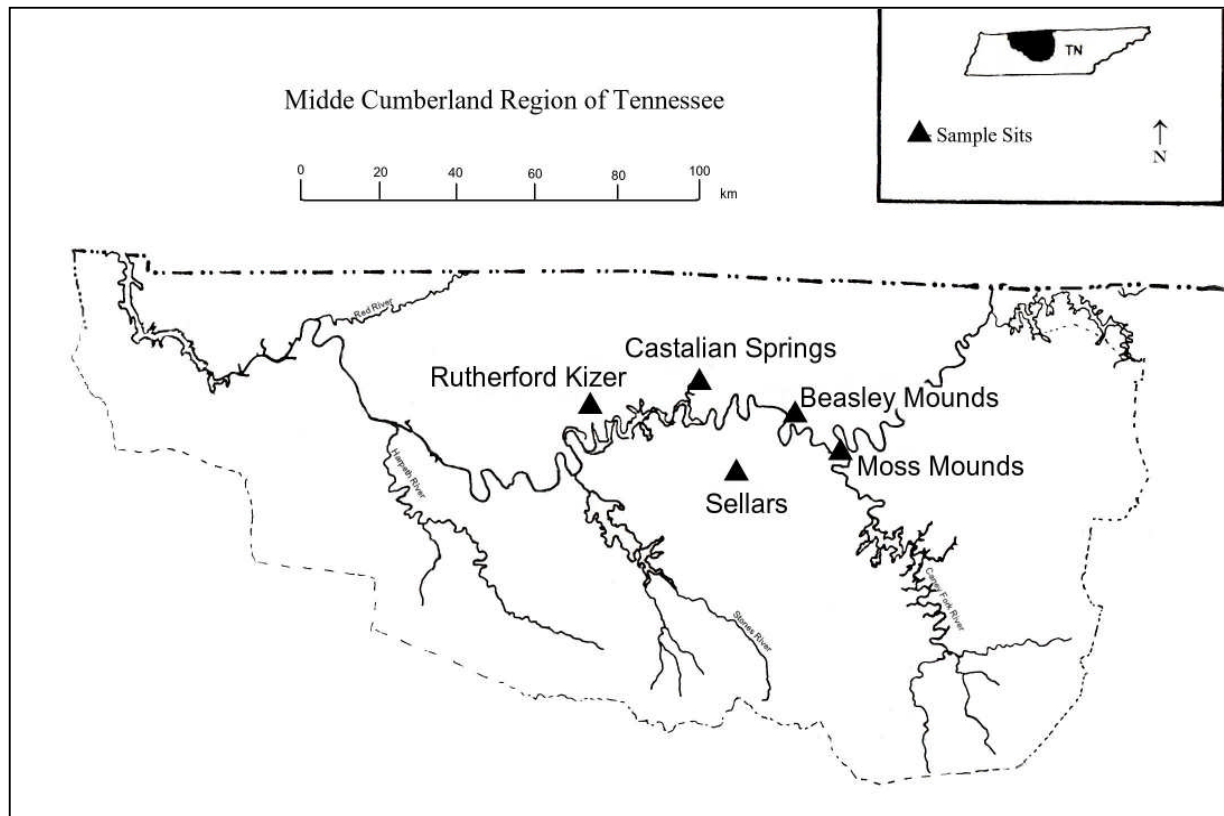 TN
Sample Sits
N
Midde Cumberland Region of Tennessee
0 20 40 60 80 100
km
Red River
Castalian Springs
Rutherford Kizer
Beasley Mounds
Moss Mounds
Sellars
Harpeth River
Stones River
Caney Fork River